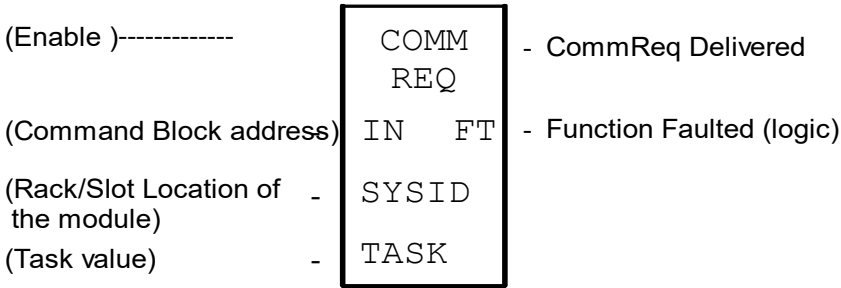 (Enable )-------------
COMM
REQ
- CommReq Delivered
(Command Block address)-
IN FT
- Function Faulted (logic)
(Rack/Slot Location of
the module)
-
SYSID
(Task value) -
TASK